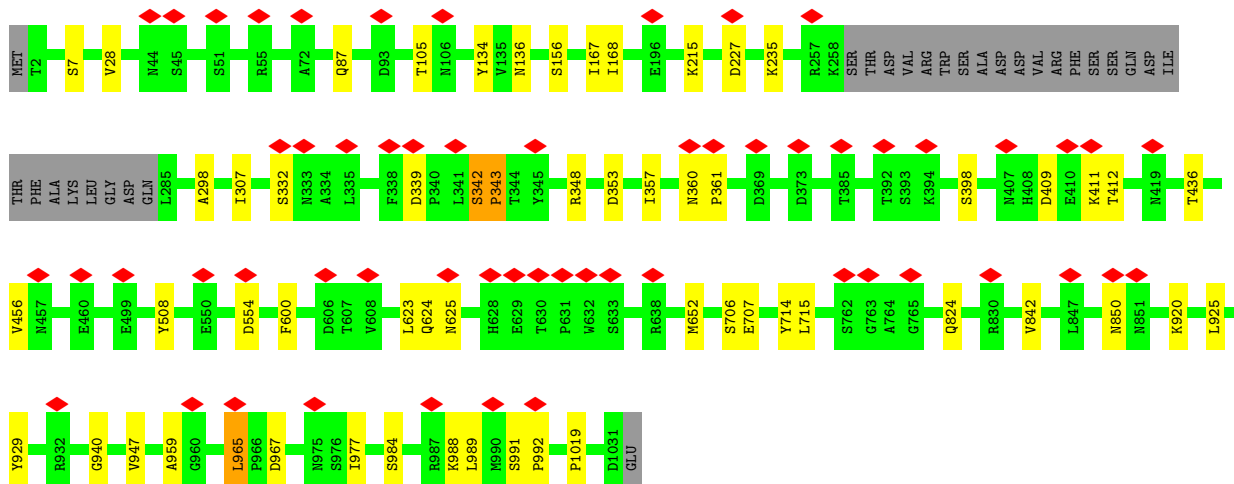 MET T2 S7 V28 N44 S45 S51 R55 A72 Q87 D93 T105 N106 Y134 V135 N136 S156 I167 I168 K215 E196 D227 K235 R257 K258 SER THR ASP VAL ARG TRP SER ALA ASP ASP VAL ARG PHE SER SER GLN ASP ILE
THR PHE ALA LYS LEU GLY ASP GLN L285 A298 I307 S332 N333 A334 L335 F338 D339 P340 L341 S342 P343 T344 Y345 R348 D353 I357 N360 P361 D369 D373 T385 T392 S393 K394 S398 N407 H408 D409 E410 K411 T412 N419 T436
V456 N457 E460 E499 Y508 E550 D554 F600 D606 T607 V608 L623 Q624 N625 H628 E629 T630 P631 W632 S633 R638 M652 S706 E707 Y714 L715 S762 G763 A764 G765 Q824 R830 V842 L847 N850 N851 K920 L925
Y929 R932 G940 V947 A959 G960 L965 P966 D967 N975 S976 I977 S984 R987 K988 L989 M990 S991 P992 P1019 D1031 GLU